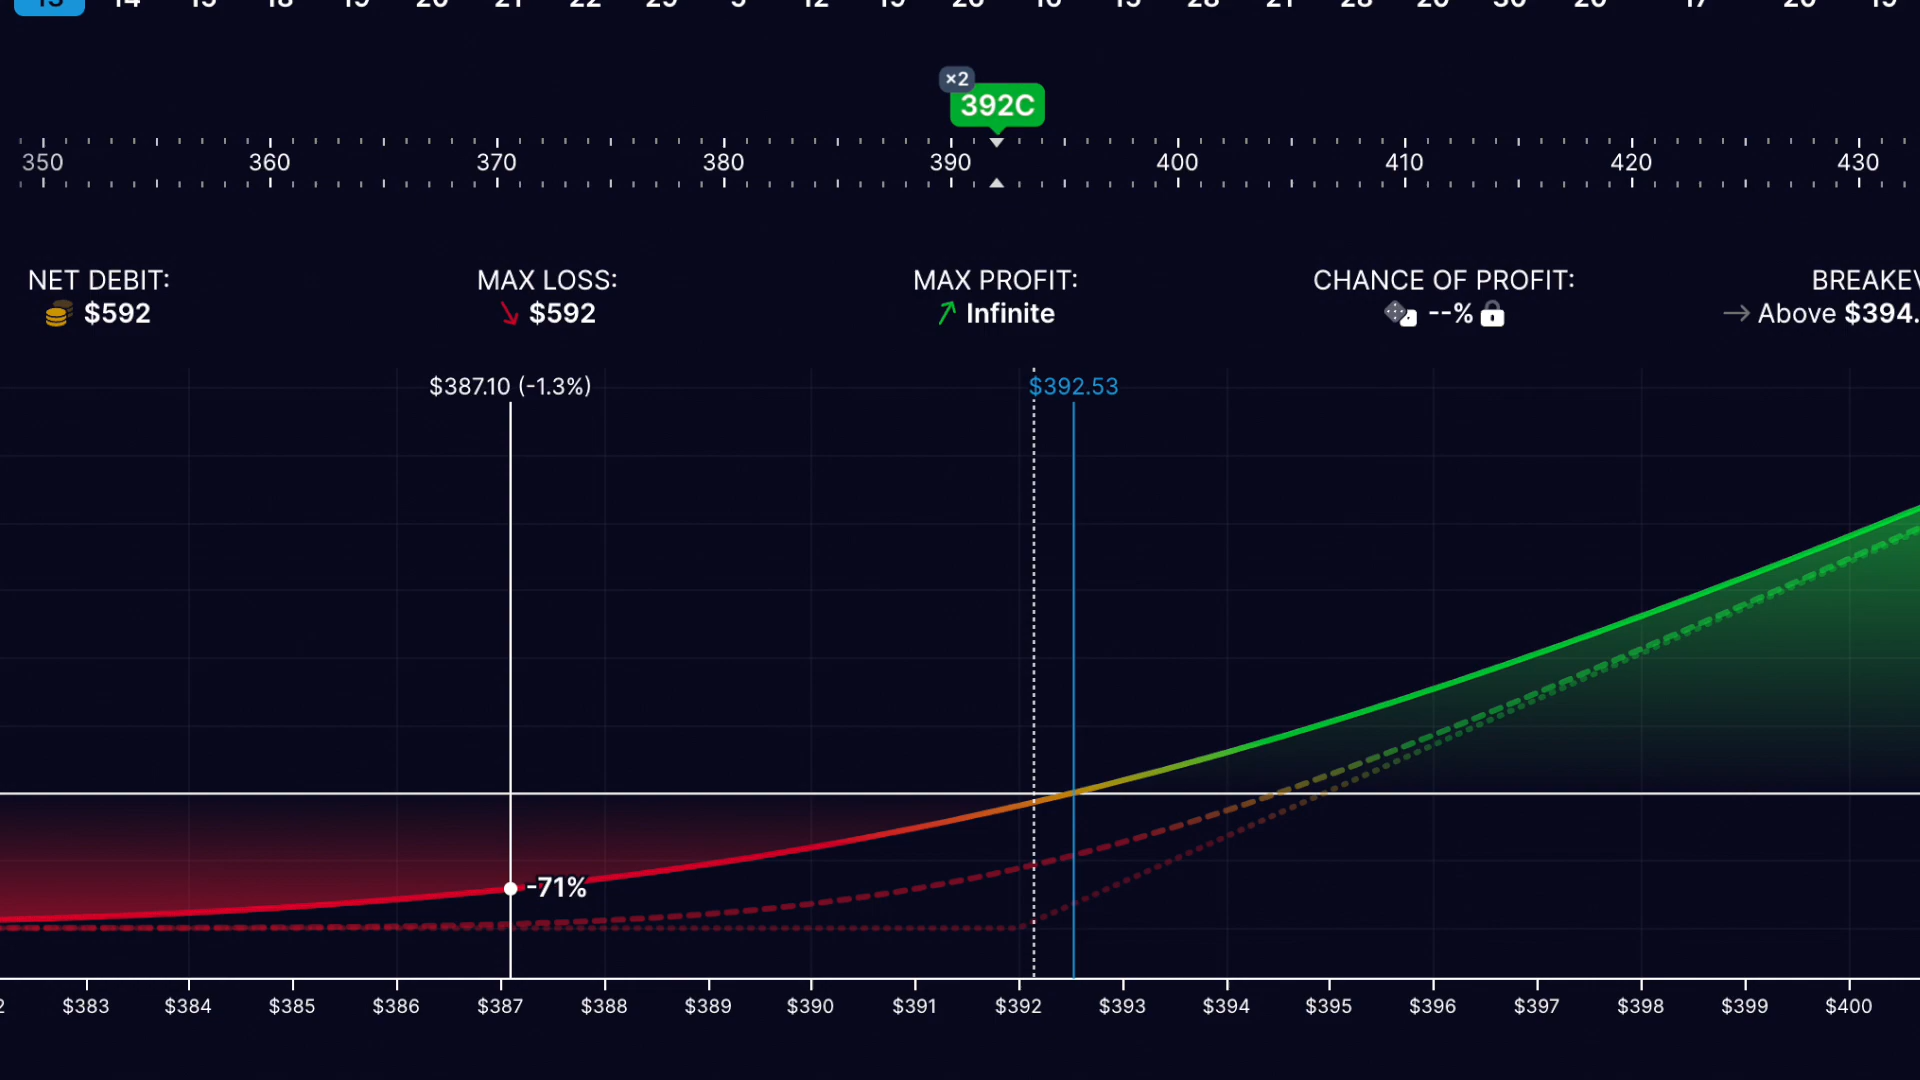 ×2
392C
350 360 370 380 390 400 410 420 430
NET DEBIT: MAX LOSS: MAX PROFIT: CHANCE OF PROFIT:
$592 $592 Infinite --% Above $394.
$387.10 (-1.3%) $392.53
-71%
$383 $384 $385 $386 $387 $388 $389 $390 $391 $392 $393 $394 $395 $396 $397 $398 $399 $400